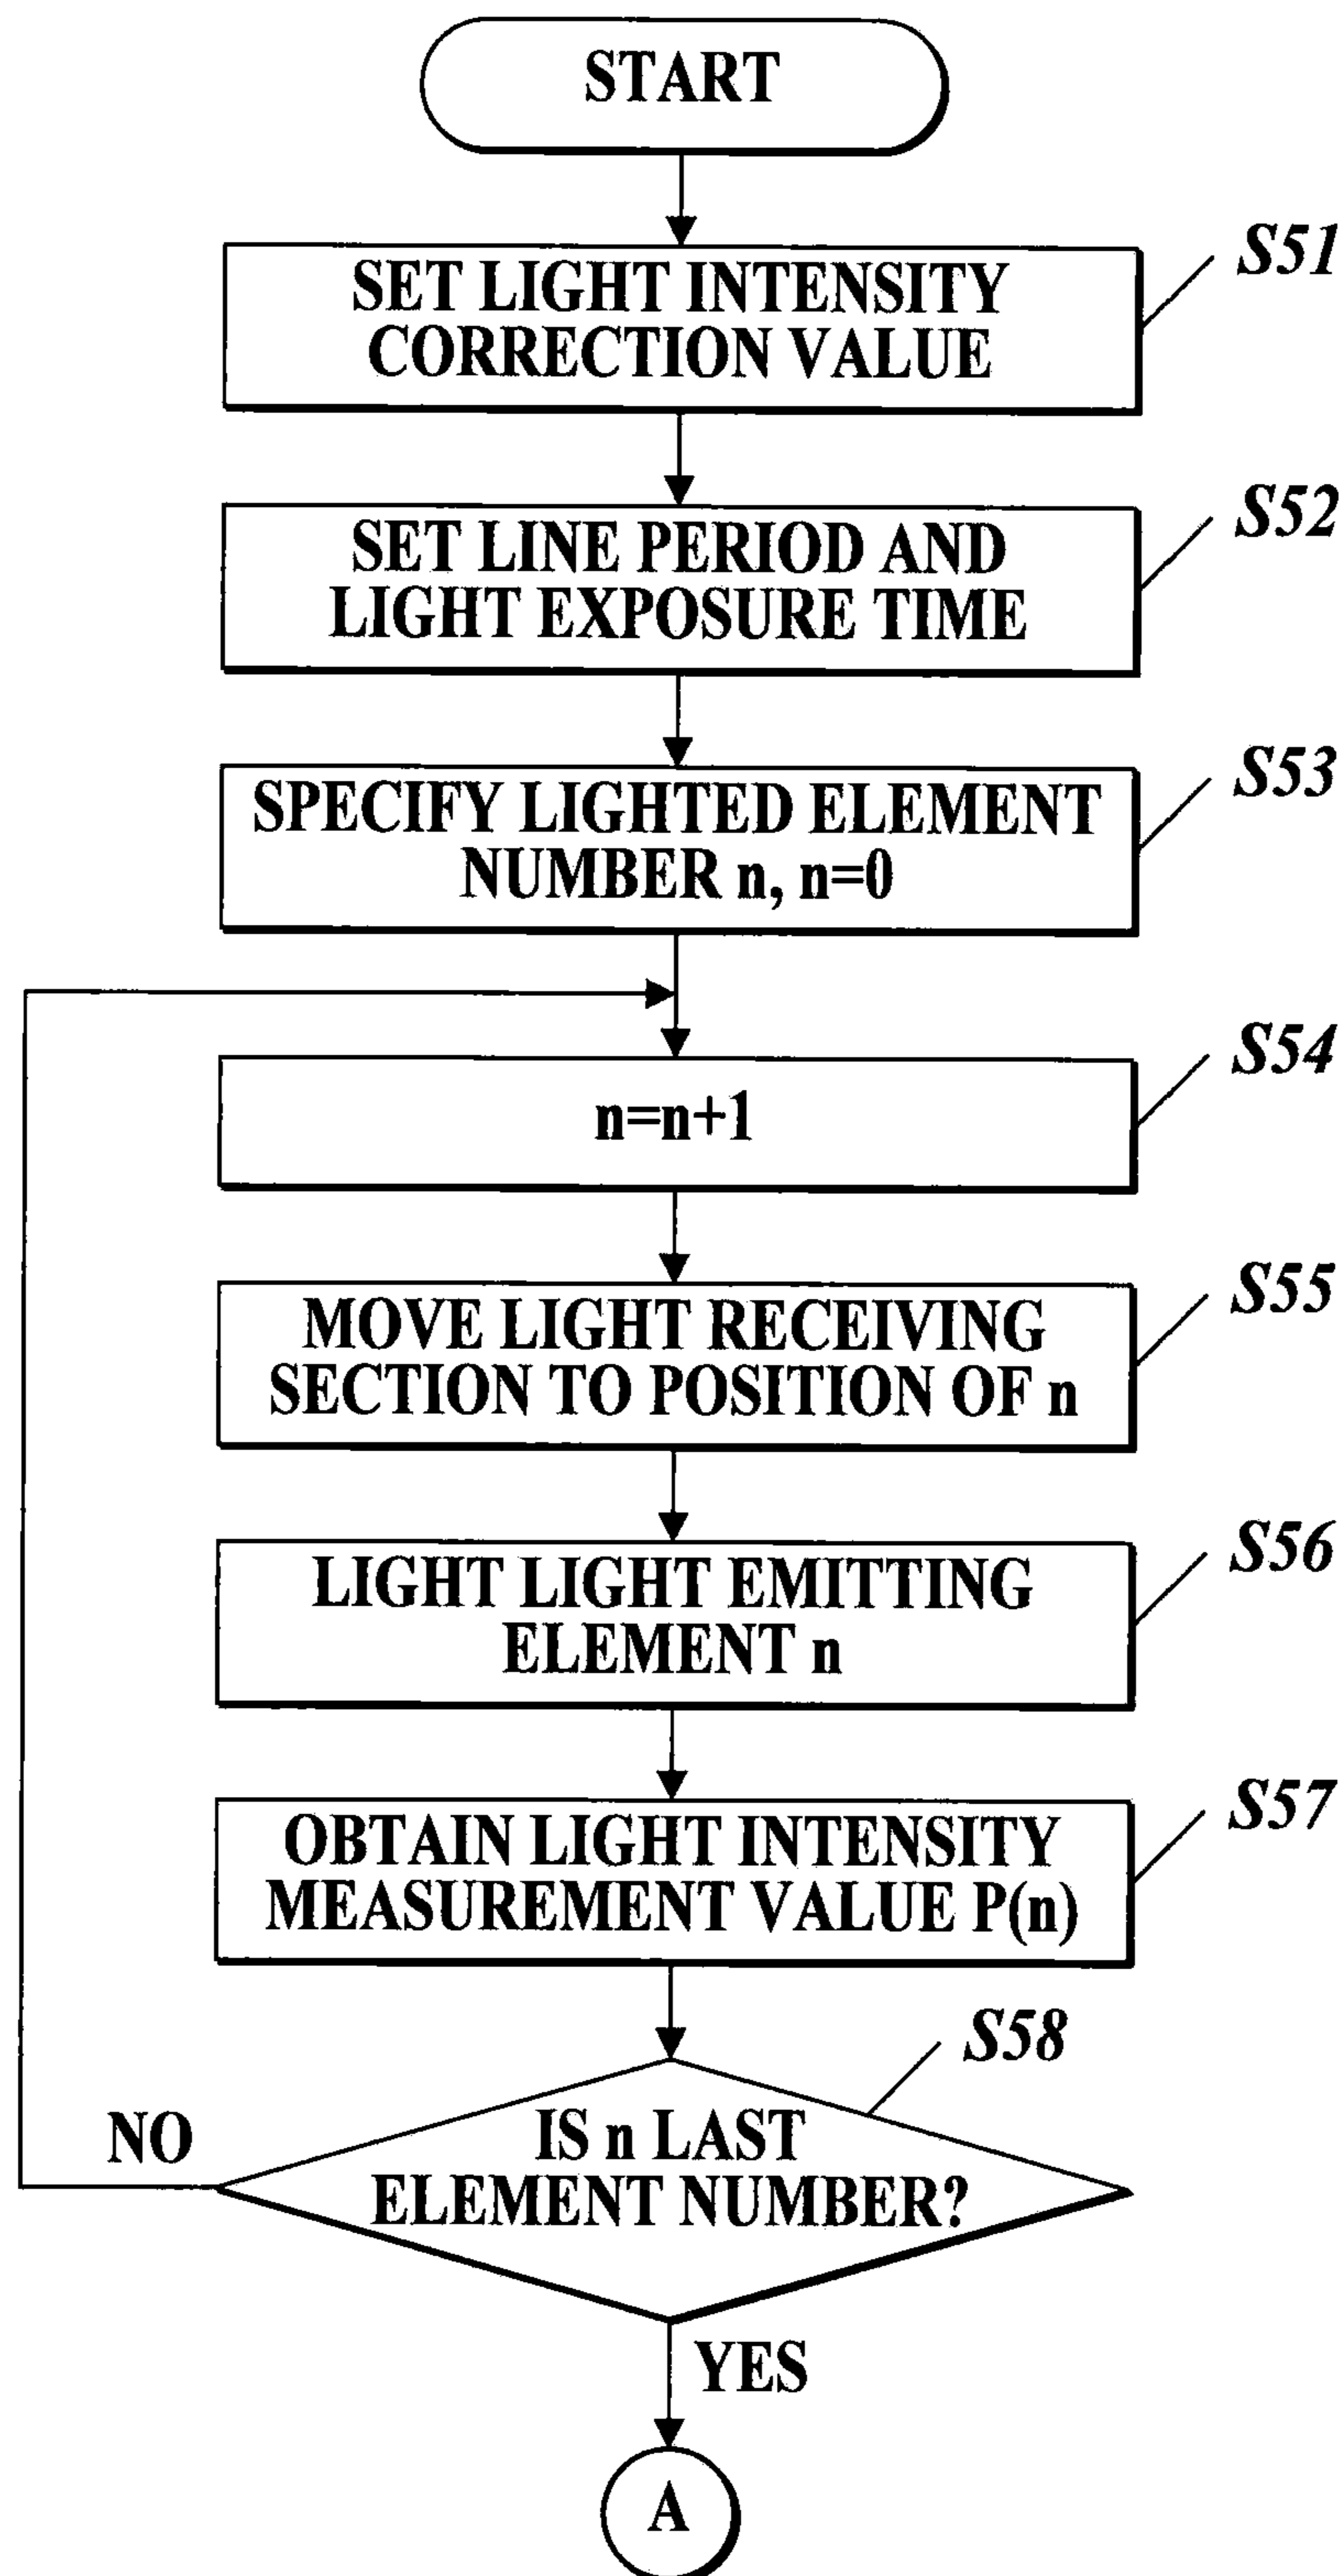 START
SET LIGHT INTENSITY
CORRECTION VALUE
S51
SET LINE PERIOD AND
LIGHT EXPOSURE TIME
S52
SPECIFY LIGHTED ELEMENT
NUMBER n, n=0
S53
n=n+1
S54
MOVE LIGHT RECEIVING
SECTION TO POSITION OF n
S55
LIGHT LIGHT EMITTING
ELEMENT n
S56
OBTAIN LIGHT INTENSITY
MEASUREMENT VALUE P(n)
S57
IS n LAST
ELEMENT NUMBER?
S58
NO
YES
A